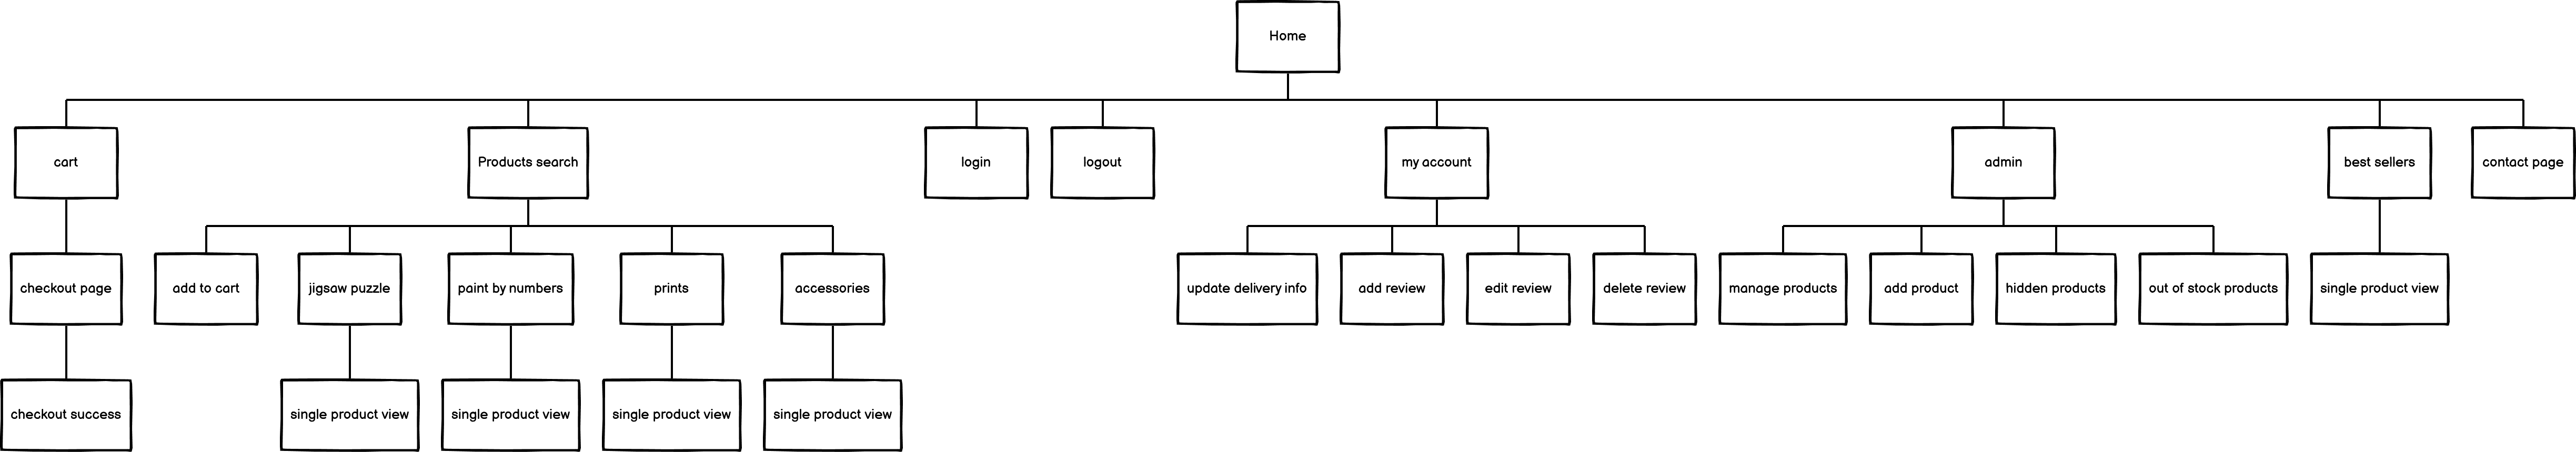 Home
cart
Products search
login
logout
my account
admin
best sellers
contact page
checkout page
add to cart
jigsaw puzzle
paint by numbers
prints
accessories
update delivery info
add review
edit review
delete review
manage products
add product
hidden products
out of stock products
single product view
checkout success
single product view
single product view
single product view
single product view